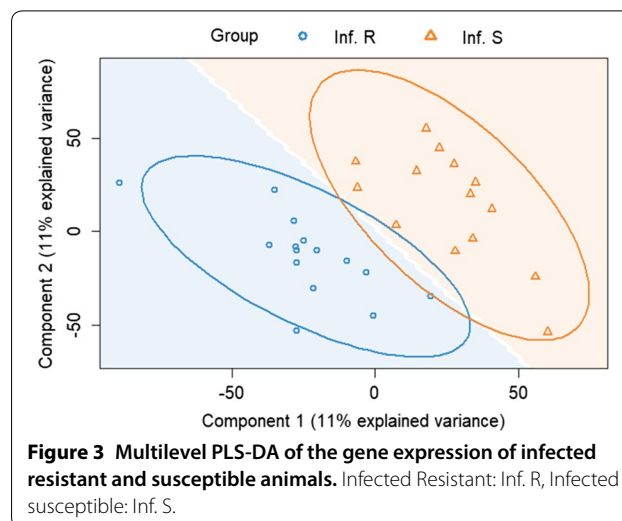 Group Inf. R Inf. S
Component 2 (11% explained variance)
50
0
-50
-50 0 50
Component 1 (11% explained variance)
Figure 3 Multilevel PLS-DA of the gene expression of infected
resistant and susceptible animals. Infected Resistant: Inf. R, Infected
susceptible: Inf. S.